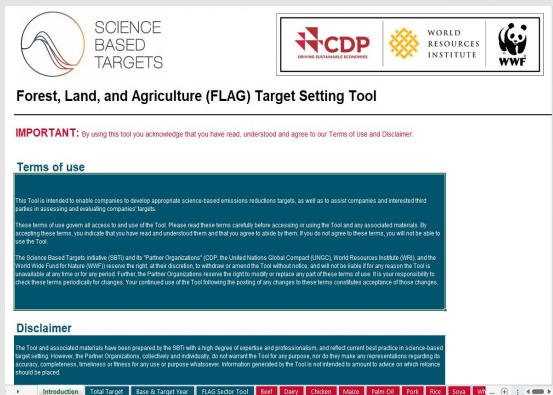 SCIENCE
BASED
TARGETS
CDP
DRIVING SUSTAINABLE ECONOMIES
WORLD
RESOURCES
INSTITUTE
WWF
Forest, Land, and Agriculture (FLAG) Target Setting Tool
IMPORTANT: By using this tool you acknowledge that you have read, understood and agree to our Terms of Use and Disclaimer.
Terms of use
This Tool is intended to enable companies to develop appropriate science-based emissions reductions targets, as well as to assist companies and interested third
parties in assessing and evaluating companies' targets.
These terms of use govern all access to and use of the Tool. Please read these terms carefully before accessing or using the Tool and any associated materials. By
accepting these terms, you indicate that you have read and understood them and that you agree to abide by them. If you do not agree to these terms, you will not be able to
use the Tool.
The Science Based Targets initiative (SBTi) and its "Partner Organizations" (CDP, the United Nations Global Compact (UNGC), World Resources Institute (WRI), and the
World Wide Fund for Nature (WWF)) reserve the right, at their discretion, to withdraw or amend the Tool without notice, and will not be liable if for any reason the Tool is
unavailable at any time or for any period. Further, the Partner Organizations reserve the right to modify or replace any part of these terms of use. It is your responsibility to
check these terms periodically for changes. Your continued use of the Tool following the posting of any changes to these terms constitutes acceptance of those changes.
Disclaimer
The Tool and associated materials have been prepared by the SBTi with a high degree of expertise and professionalism, and reflect current best practice in science-based
target setting. However, the Partner Organizations, collectively and individually, do not warrant the Tool for any purpose, nor do they make any representations regarding its
accuracy, completeness, timeliness or fitness for any use or purpose whatsoever. Information generated by the Tool is not intended to amount to advice on which reliance
should be placed.
Introduction Total Target Base & Target Year FLAG Sector Tool Beef Dairy Chicken Maize Palm Oil Pork Rice Soya Wh ...